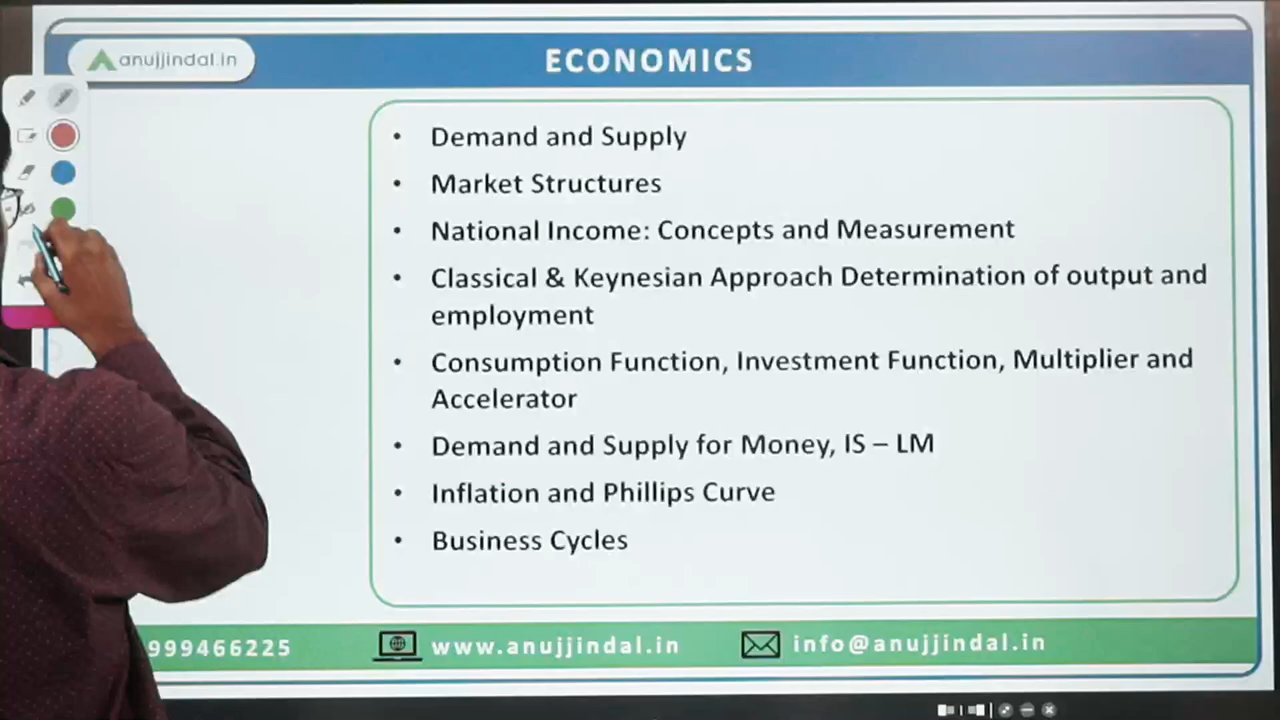 anujjindal.in
ECONOMICS
• Demand and Supply
• Market Structures
• National Income: Concepts and Measurement
• Classical & Keynesian Approach Determination of output and
employment
• Consumption Function, Investment Function, Multiplier and
Accelerator
• Demand and Supply for Money, IS – LM
• Inflation and Phillips Curve
• Business Cycles
999466225
www.anujjindal.in
info@anujjindal.in